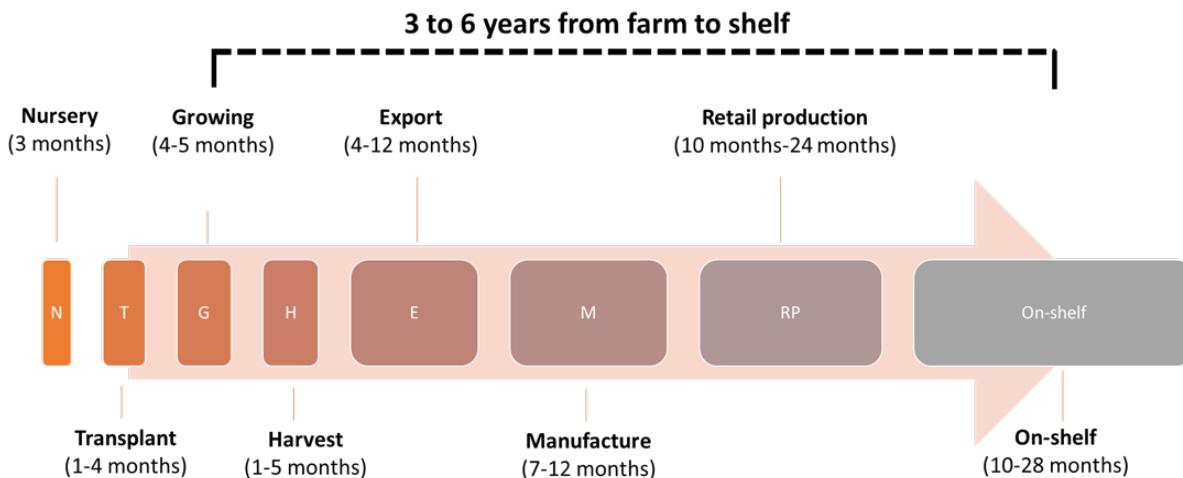 3 to 6 years from farm to shelf
Nursery
(3 months)
Growing
(4-5 months)
Export
(4-12 months)
Retail production
(10 months-24 months)
N
T
G
H
E
M
RP
On-shelf
Transplant
(1-4 months)
Harvest
(1-5 months)
Manufacture
(7-12 months)
On-shelf
(10-28 months)